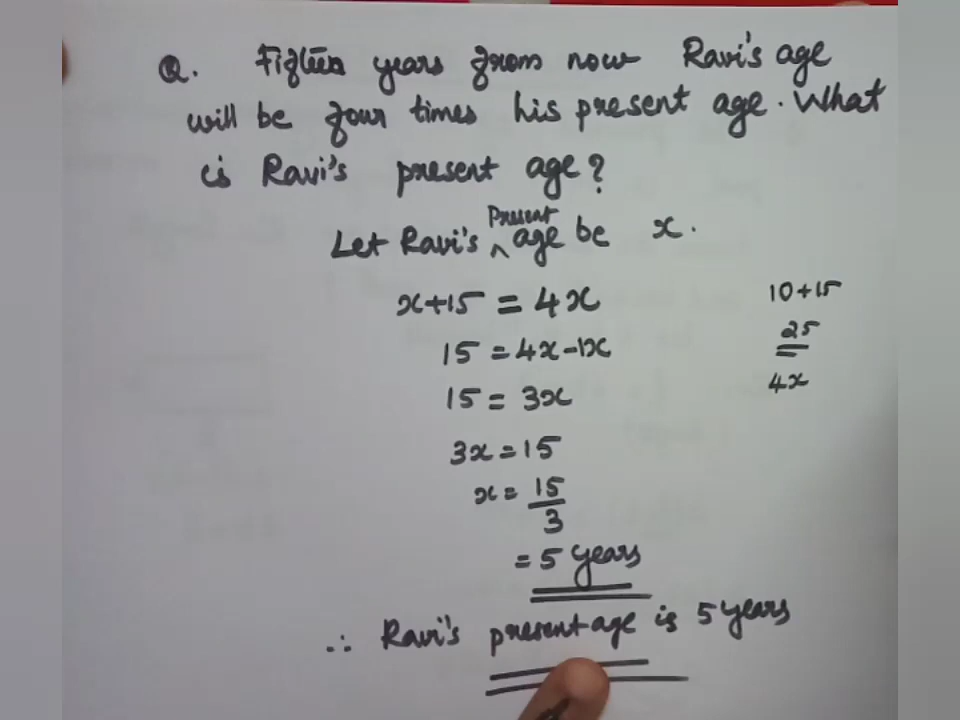 Q. Fifteen years from now Ravi's age
will be four times his present age. What
is Ravi's present age?
Let Ravi's ^ Present age be x.
x+15 = 4x
10+15
15 = 4x-1x
25
15 = 3x
4x
3x = 15
x = 15/3
= 5 years
∴ Ravi's present age is 5 years